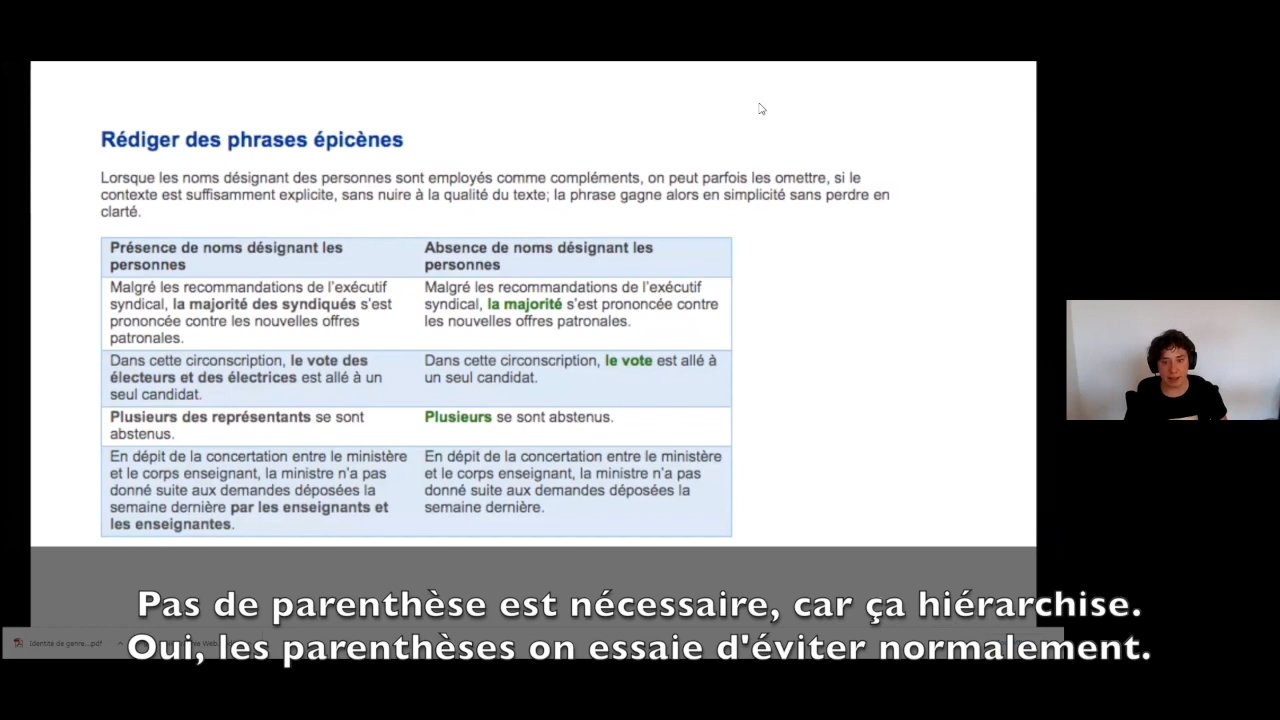 Rédiger des phrases épicènes
Lorsque les noms désignant des personnes sont employés comme compléments, on peut parfois les omettre, si le
contexte est suffisamment explicite, sans nuire à la qualité du texte; la phrase gagne alors en simplicité sans perdre en
clarté.
Présence de noms désignant les
personnes
Absence de noms désignant les
personnes
Malgré les recommandations de l'exécutif
syndical, la majorité des syndiqués s'est
prononcée contre les nouvelles offres
patronales.
Malgré les recommandations de l'exécutif
syndical, la majorité s'est prononcée contre
les nouvelles offres patronales.
Dans cette circonscription, le vote des
électeurs et des électrices est allé à un
seul candidat.
Dans cette circonscription, le vote est allé à
un seul candidat.
Plusieurs des représentants se sont
abstenus.
Plusieurs se sont abstenus.
En dépit de la concertation entre le ministère
et le corps enseignant, la ministre n'a pas
donné suite aux demandes déposées la
semaine dernière par les enseignants et
les enseignantes.
En dépit de la concertation entre le ministère
et le corps enseignant, la ministre n'a pas
donné suite aux demandes déposées la
semaine dernière.
Pas de parenthèse est nécessaire, car ça hiérarchise.
Identité de genre....pdf
Oui, les parenthèses on essaie d'éviter normalement.